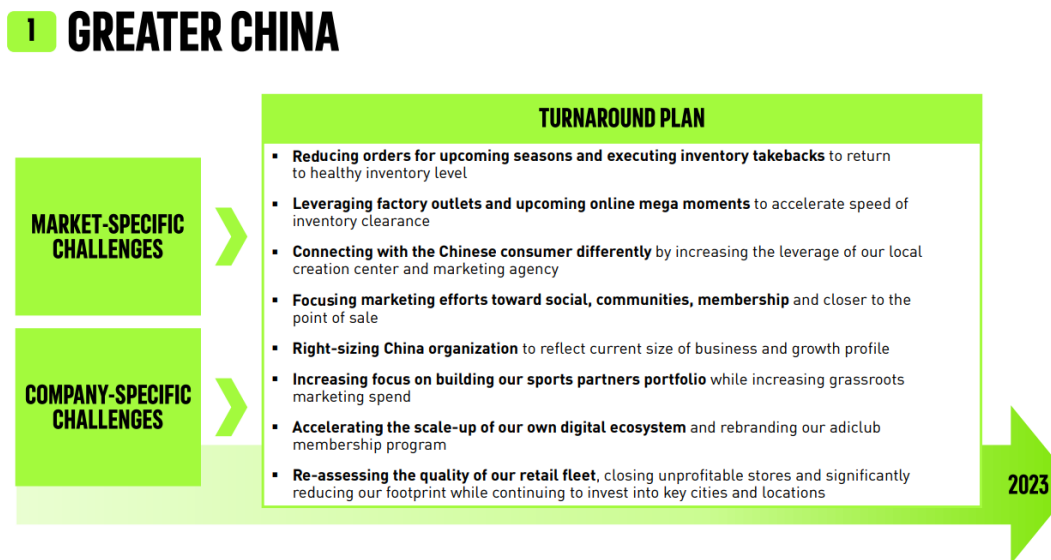 1 GREATER CHINA
TURNAROUND PLAN
MARKET-SPECIFIC
CHALLENGES
COMPANY-SPECIFIC
CHALLENGES
▪ Reducing orders for upcoming seasons and executing inventory takebacks to return
to healthy inventory level
▪ Leveraging factory outlets and upcoming online mega moments to accelerate speed of
inventory clearance
▪ Connecting with the Chinese consumer differently by increasing the leverage of our local
creation center and marketing agency
▪ Focusing marketing efforts toward social, communities, membership and closer to the
point of sale
▪ Right-sizing China organization to reflect current size of business and growth profile
▪ Increasing focus on building our sports partners portfolio while increasing grassroots
marketing spend
▪ Accelerating the scale-up of our own digital ecosystem and rebranding our adiclub
membership program
▪ Re-assessing the quality of our retail fleet, closing unprofitable stores and significantly
reducing our footprint while continuing to invest into key cities and locations
2023